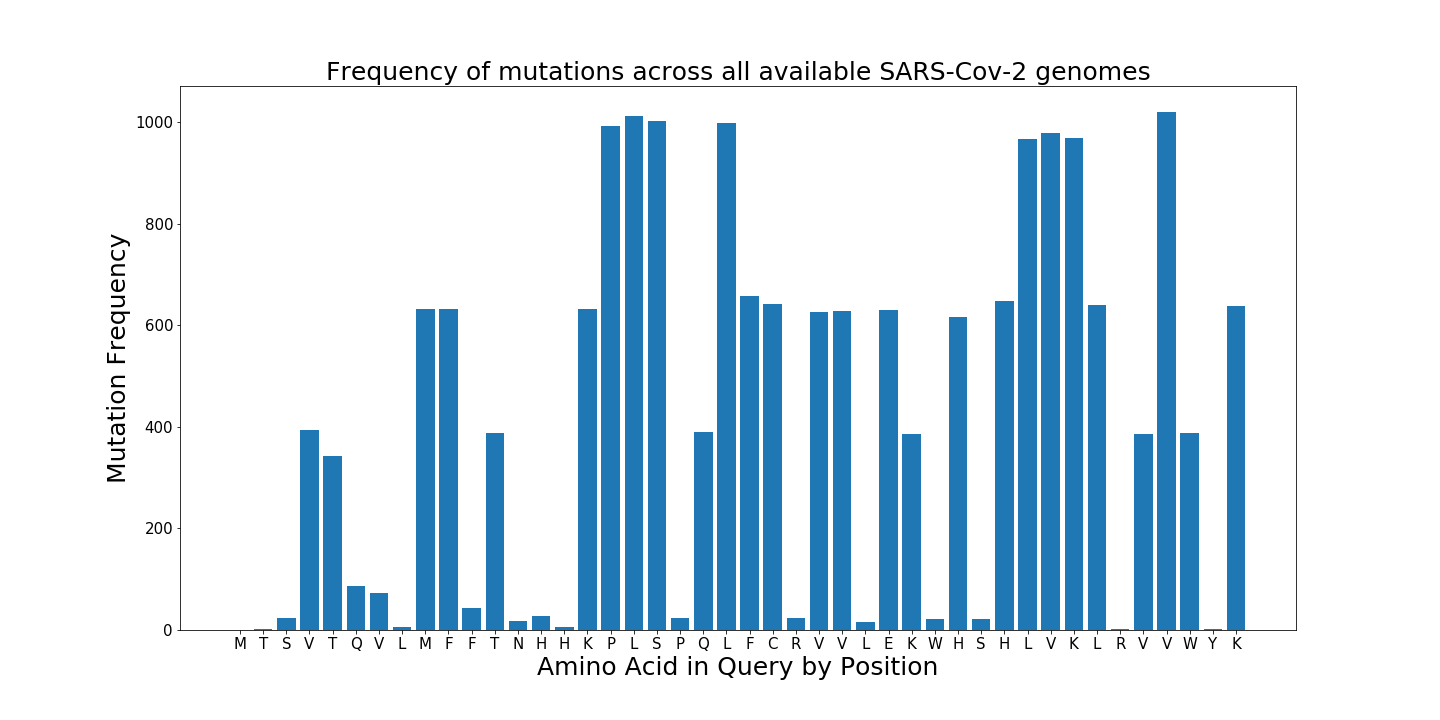 Frequency of mutations across all available SARS-Cov-2 genomes
Mutation Frequency
1000
800
600
400
200
0
M T S V T Q V L M F F T N H H K P L S P Q L F C R V V L E K W H S H L V K L R V V W Y K
Amino Acid in Query by Position